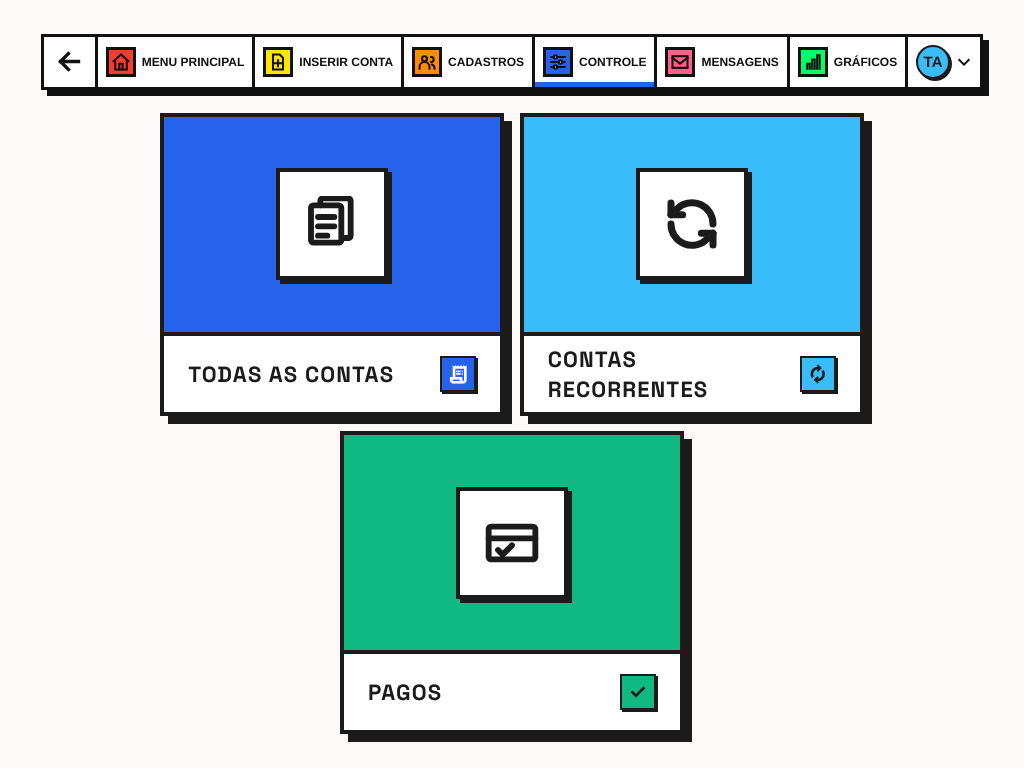 MENU PRINCIPAL
INSERIR CONTA
CADASTROS
CONTROLE
MENSAGENS
GRÁFICOS
TA
TODAS AS CONTAS
CONTAS
RECORRENTES
PAGOS